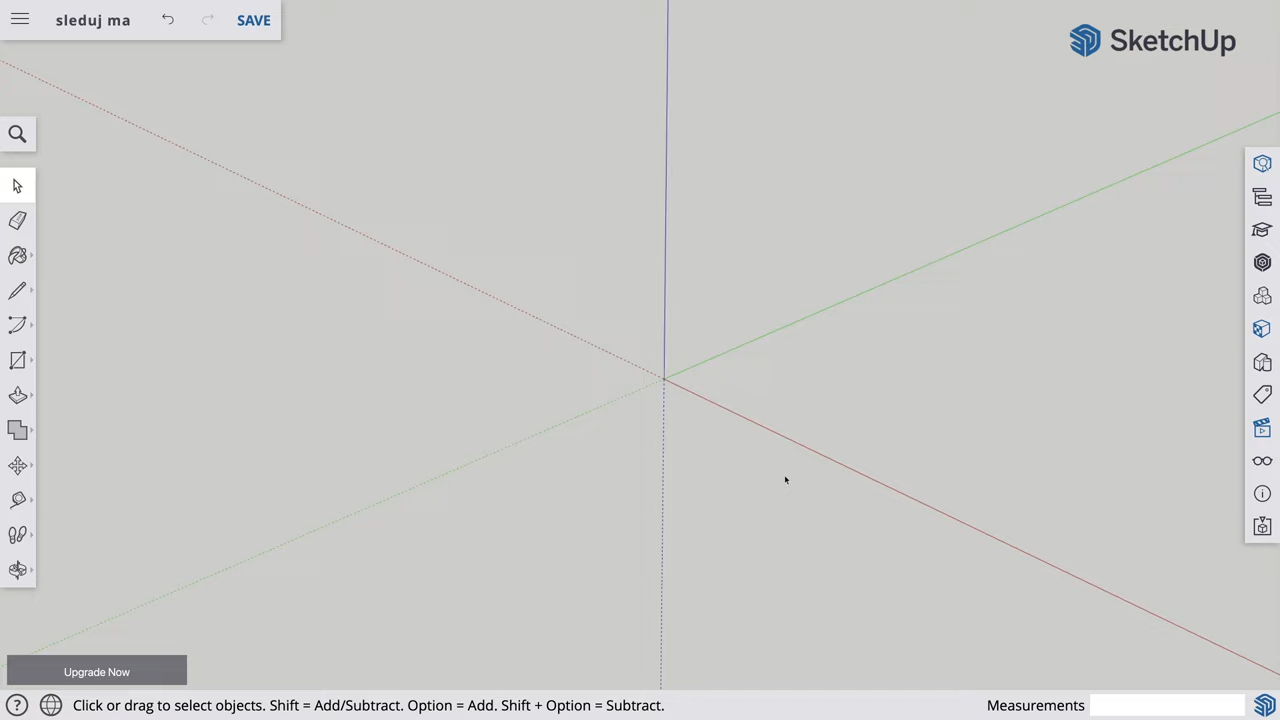 sleduj ma
SAVE
SketchUp
Upgrade Now
Click or drag to select objects. Shift = Add/Subtract. Option = Add. Shift + Option = Subtract.
Measurements